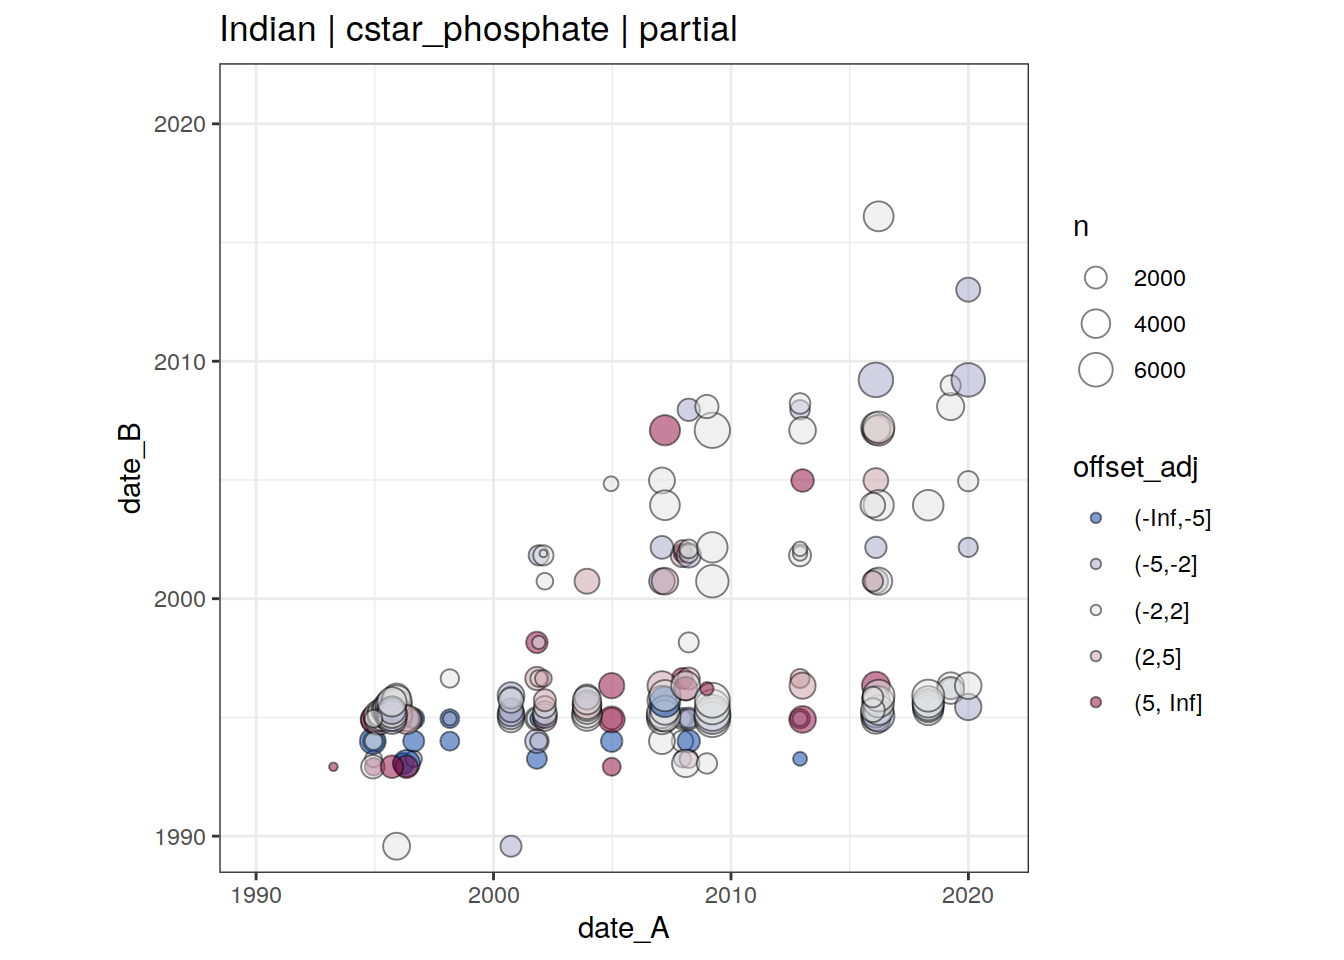 Indian | cstar_phosphate | partial
2020
2010
2000
1990
date_B
1990
2000
2010
2020
date_A
n
2000
4000
6000
offset_adj
(-Inf,-5]
(-5,-2]
(-2,2]
(2,5]
(5, Inf]